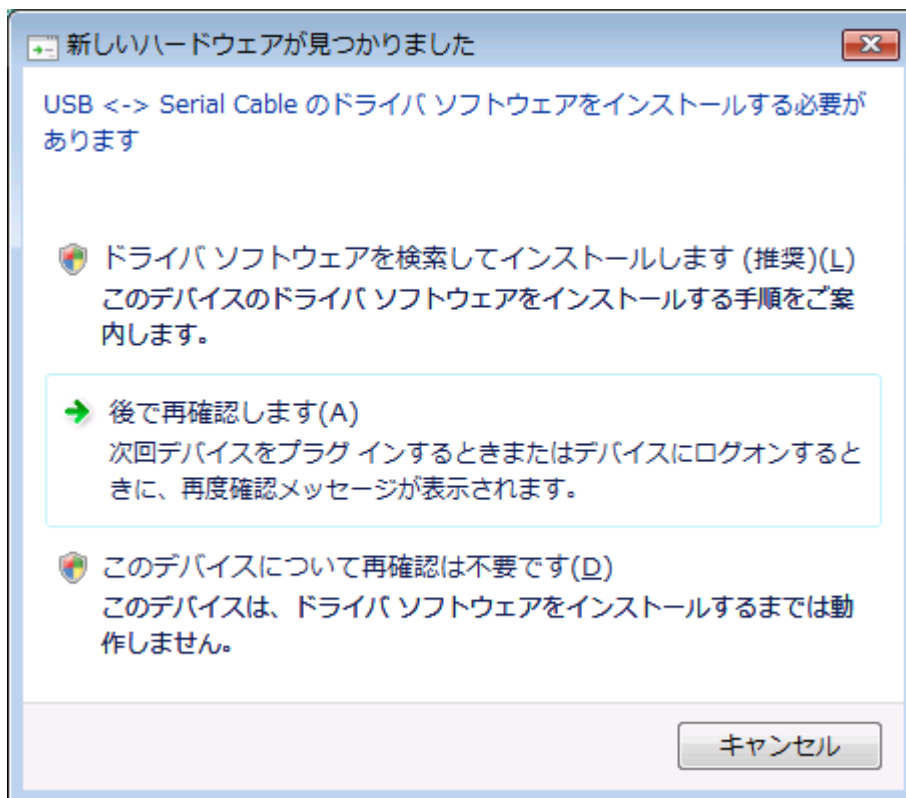 新しいハードウェアが見つかりました
USB <-> Serial Cable のドライバ ソフトウェアをインストールする必要が
あります
ドライバ ソフトウェアを検索してインストールします (推奨)(L)
このデバイスのドライバ ソフトウェアをインストールする手順をご案
内します。
後で再確認します(A)
次回デバイスをプラグ インするときまたはデバイスにログオンすると
きに、再度確認メッセージが表示されます。
このデバイスについて再確認は不要です(D)
このデバイスは、ドライバ ソフトウェアをインストールするまでは動
作しません。
キャンセル